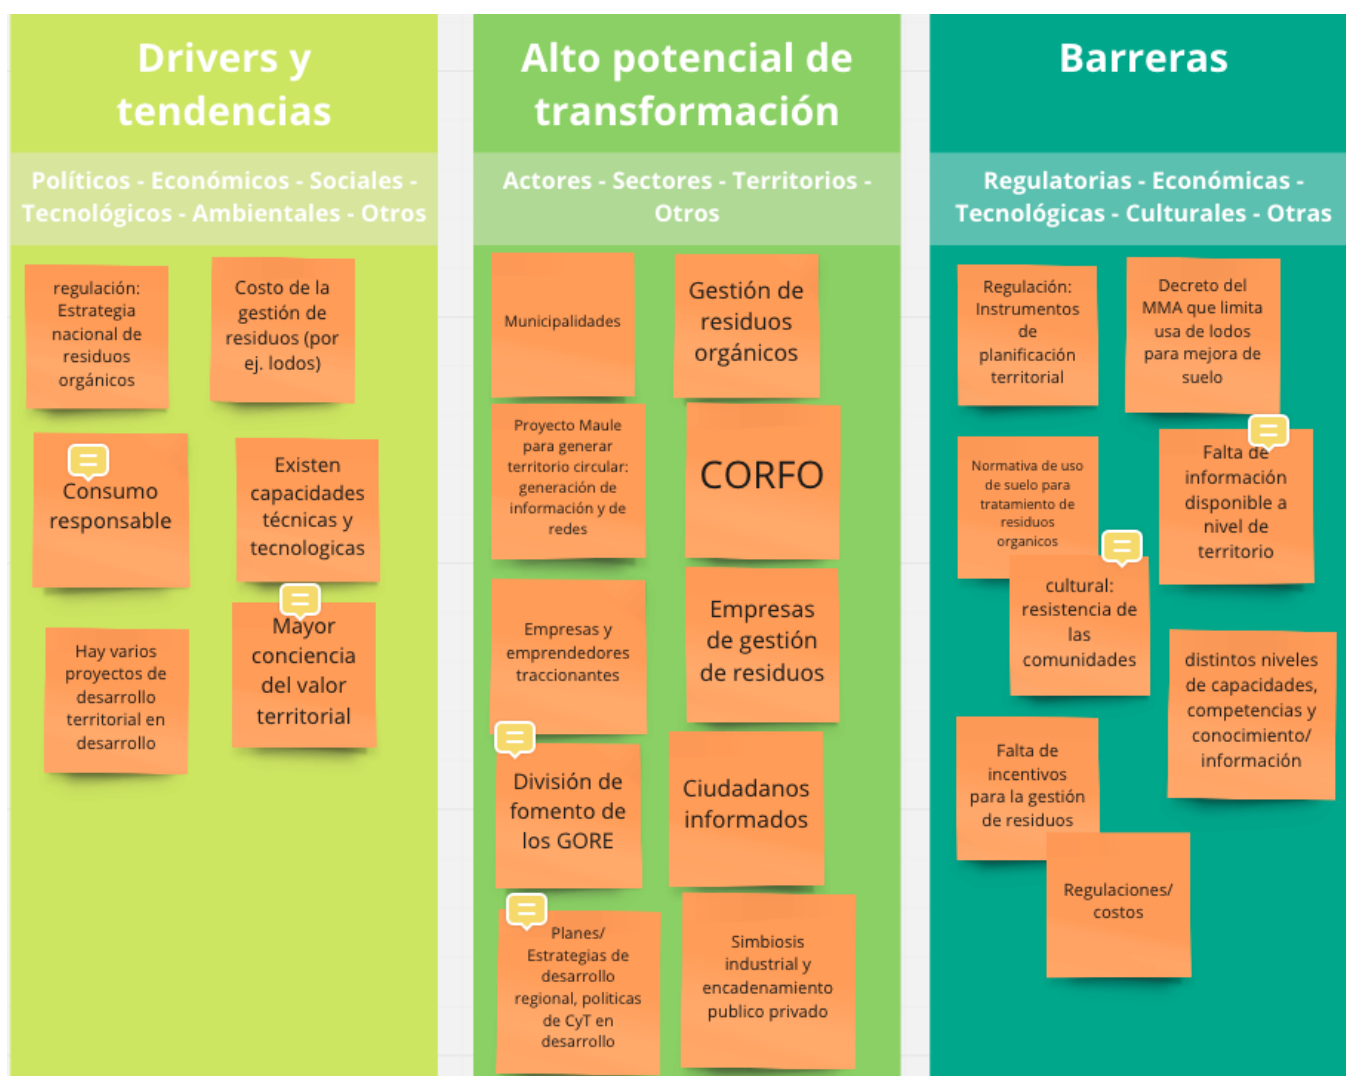 Drivers y
tendencias
Políticos - Económicos - Sociales -
Tecnológicos - Ambientales - Otros
regulación:
Estrategia
nacional de
residuos
orgánicos
Costo de la
gestión de
residuos (por
ej. lodos)
Consumo
responsable
Existen
capacidades
técnicas y
tecnologicas
Hay varios
proyectos de
desarrollo
territorial en
desarrollo
Mayor
conciencia
del valor
territorial
Alto potencial de
transformación
Actores - Sectores - Territorios -
Otros
Municipalidades
Gestión de
residuos
orgánicos
Proyecto Maule
para generar
territorio circular:
generación de
información y de
redes
CORFO
Empresas y
emprendedores
traccionantes
Empresas
de gestión
de residuos
División de
fomento de
los GORE
Ciudadanos
informados
Planes/
Estrategias de
desarrollo
regional, politicas
de CyT en
desarrollo
Simbiosis
industrial y
encadenamiento
publico privado
Barreras
Regulatorias - Económicas -
Tecnológicas - Culturales - Otras
Regulación:
Instrumentos
de
planificación
territorial
Decreto del
MMA que limita
usa de lodos
para mejora de
suelo
Normativa de uso
de suelo para
tratamiento de
residuos
organicos
Falta de
información
disponible a
nivel de
territorio
cultural:
resistencia de
las
comunidades
distintos niveles
de capacidades,
competencias y
conocimiento/
información
Falta de
incentivos
para la gestión
de residuos
Regulaciones/
costos